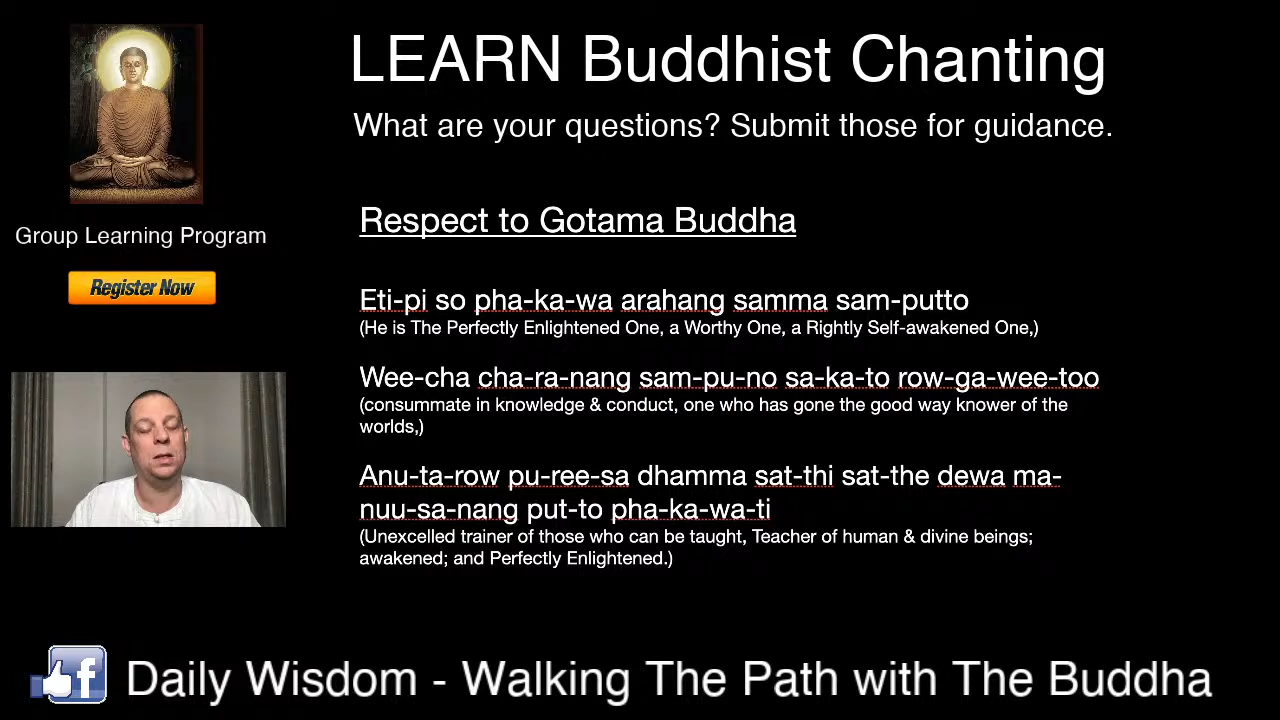 LEARN Buddhist Chanting
What are your questions? Submit those for guidance.
Group Learning Program
Register Now
Respect to Gotama Buddha
Eti-pi so pha-ka-wa arahang samma sam-putto
(He is The Perfectly Enlightened One, a Worthy One, a Rightly Self-awakened One,)
Wee-cha cha-ra-nang sam-pu-no sa-ka-to row-ga-wee-too
(consummate in knowledge & conduct, one who has gone the good way knower of the
worlds,)
Anu-ta-row pu-ree-sa dhamma sat-thi sat-the dewa ma-
nuu-sa-nang put-to pha-ka-wa-ti
(Unexcelled trainer of those who can be taught, Teacher of human & divine beings;
awakened; and Perfectly Enlightened.)
f Daily Wisdom - Walking The Path with The Buddha